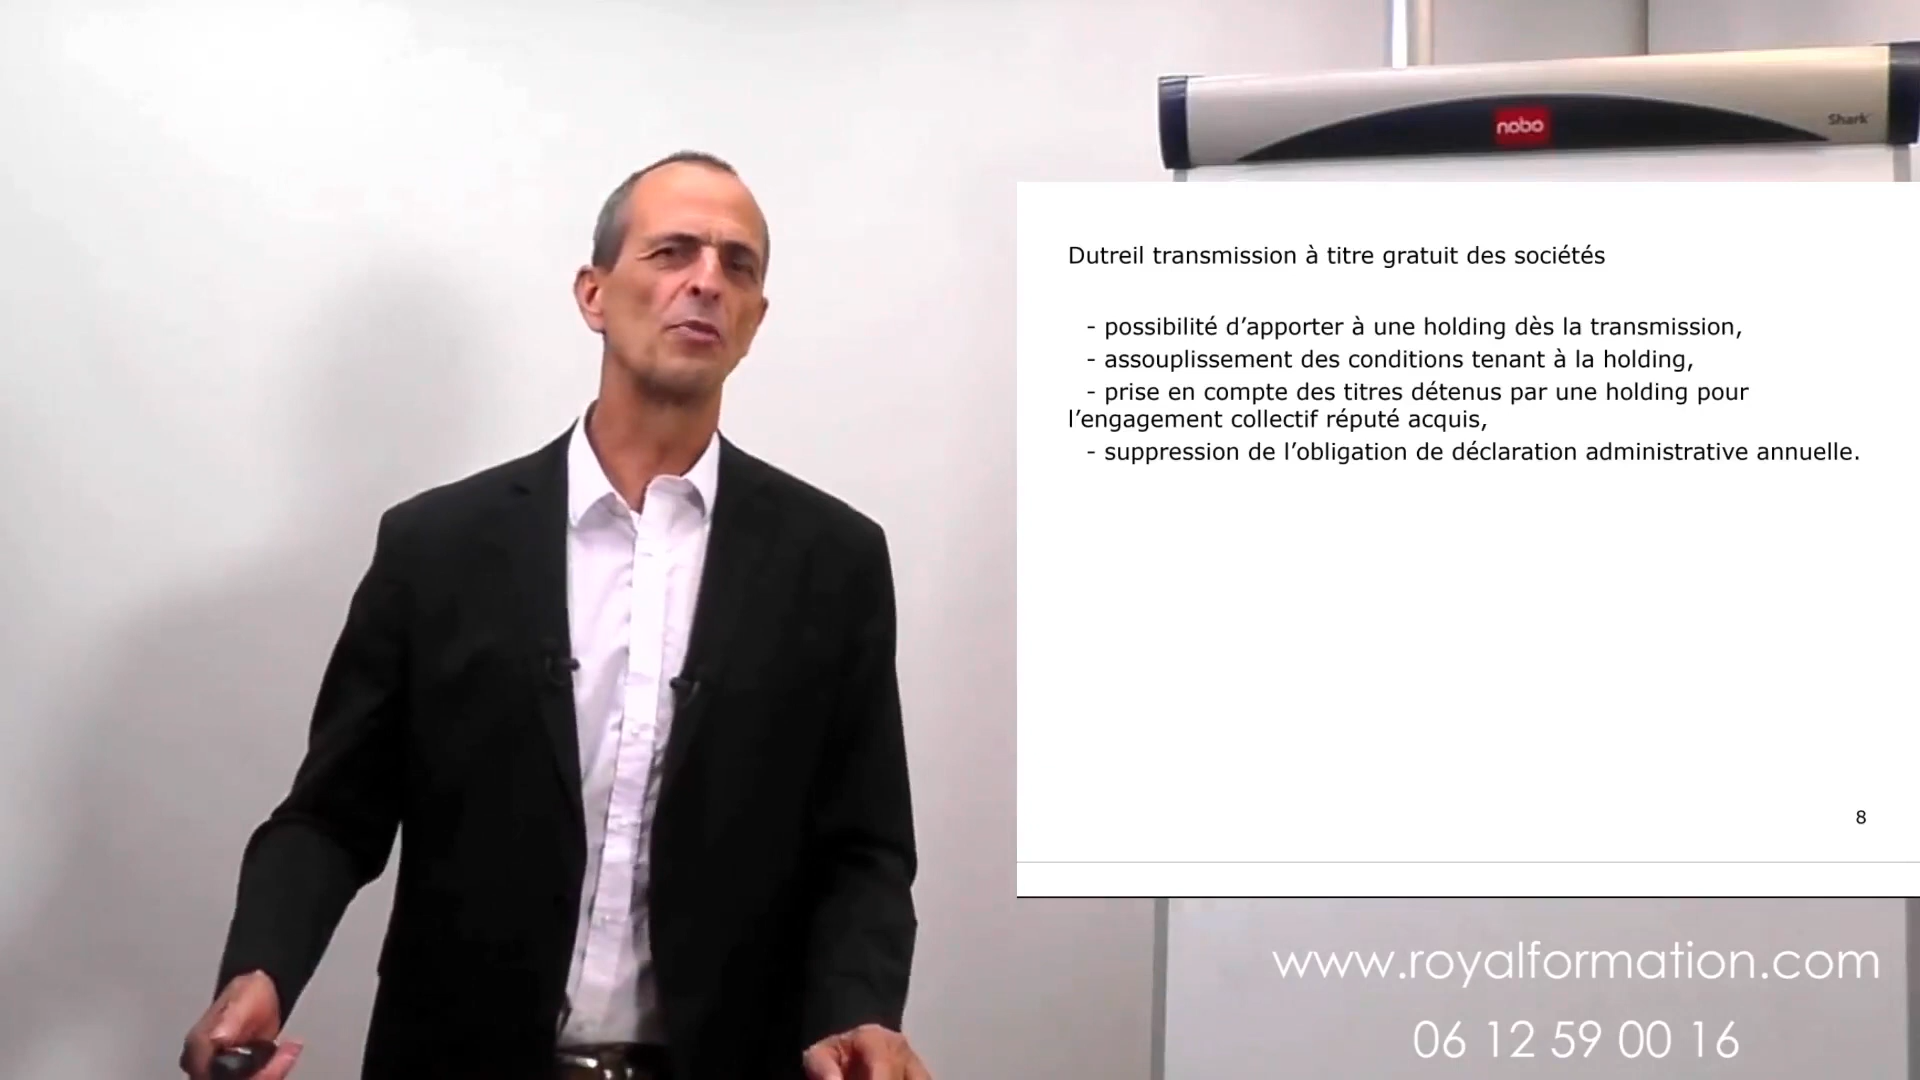 nobo
Shark
Dutreil transmission à titre gratuit des sociétés
- possibilité d’apporter à une holding dès la transmission,
- assouplissement des conditions tenant à la holding,
- prise en compte des titres détenus par une holding pour
l’engagement collectif réputé acquis,
- suppression de l’obligation de déclaration administrative annuelle.
8
www.royalformation.com
06 12 59 00 16